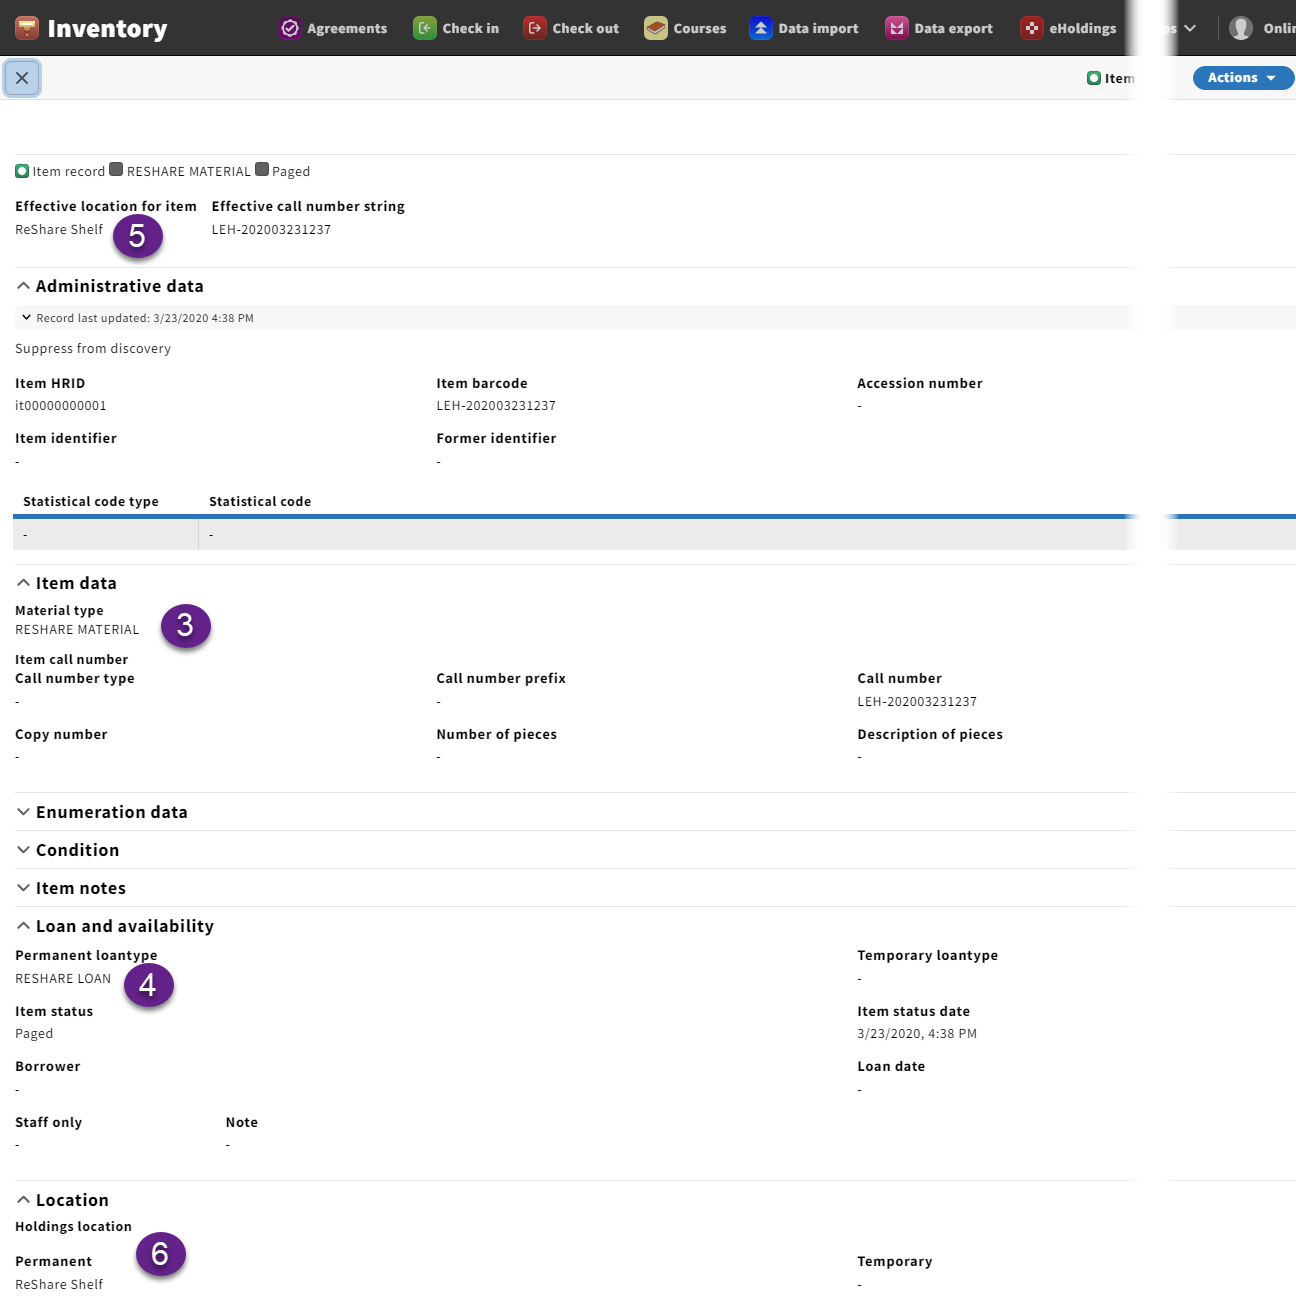 Inventory Agreements Check in Check out Courses Data import Data export eHoldings
Item Actions
Item record RESHARE MATERIAL Paged
Effective location for item Effective call number string
ReShare Shelf 5 LEH-202003231237
Administrative data
Record last updated: 3/23/2020 4:38 PM
Suppress from discovery
Item HRID Item barcode Accession number
it00000000001 LEH-202003231237 -
Item identifier Former identifier
- -
Statistical code type Statistical code
- -
Item data
Material type
RESHARE MATERIAL 3
Item call number
Call number type Call number prefix Call number
- - LEH-202003231237
Copy number Number of pieces Description of pieces
- - -
Enumeration data
Condition
Item notes
Loan and availability
Permanent loantype Temporary loantype
RESHARE LOAN 4 -
Item status Item status date
Paged 3/23/2020, 4:38 PM
Borrower Loan date
- -
Staff only Note
- -
Location
Holdings location
6
Permanent Temporary
ReShare Shelf -